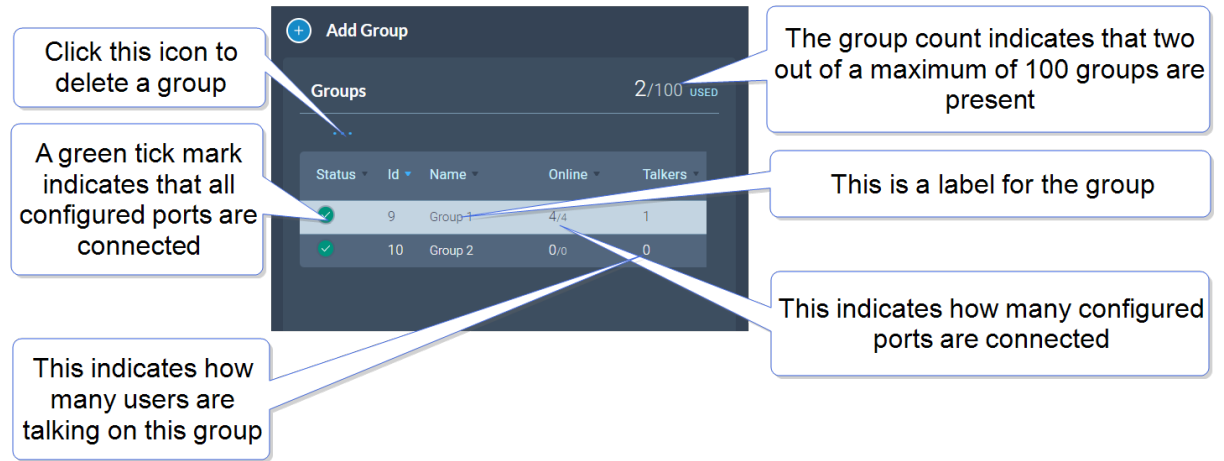 Click this icon to
delete a group
A green tick mark
indicates that all
configured ports are
connected
This indicates how
many users are
talking on this group
Add Group
Groups 2/100 USED
...
Status Id Name Online Talkers
9 Group 1 4/4 1
10 Group 2 0/0 0
The group count indicates that two
out of a maximum of 100 groups are
present
This is a label for the group
This indicates how many configured
ports are connected